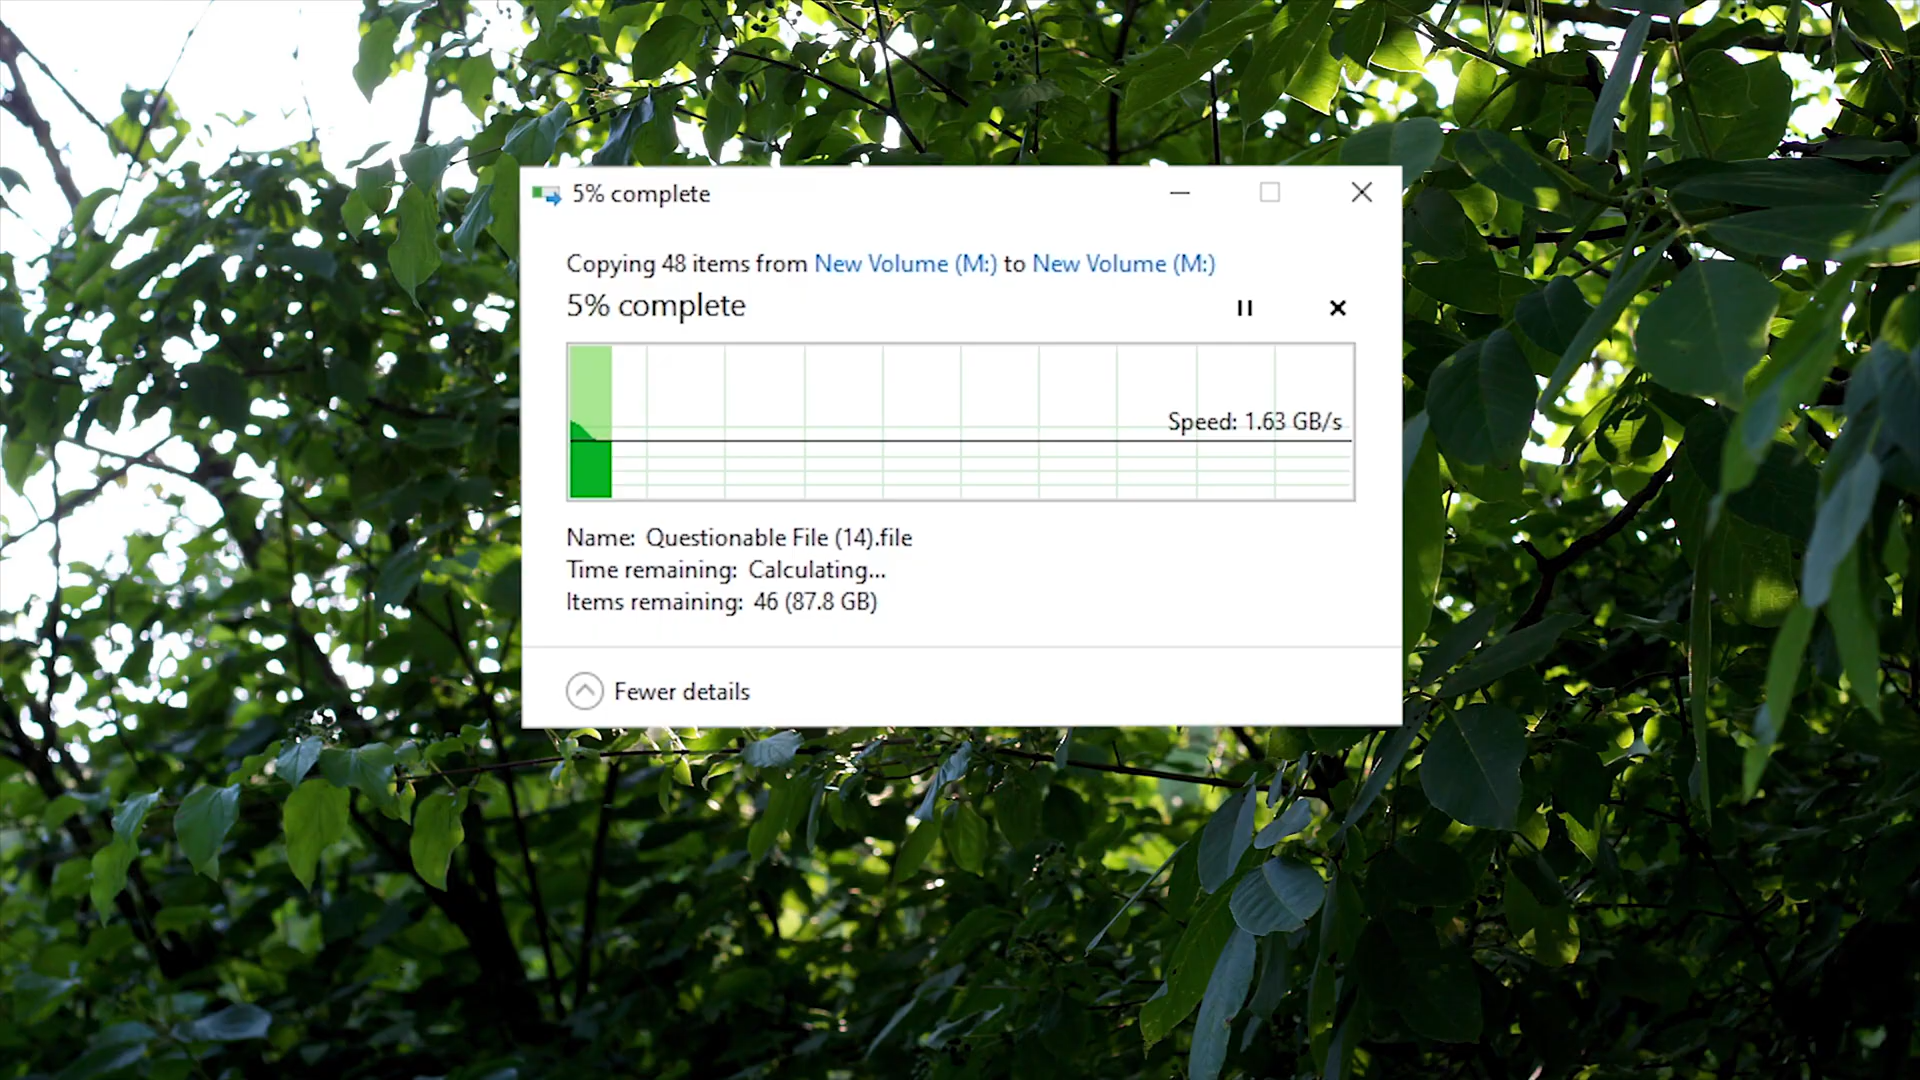 5% complete
Copying 48 items from New Volume (M:) to New Volume (M:)
5% complete
Speed: 1.63 GB/s
Name: Questionable File (14).file
Time remaining: Calculating...
Items remaining: 46 (87.8 GB)
Fewer details